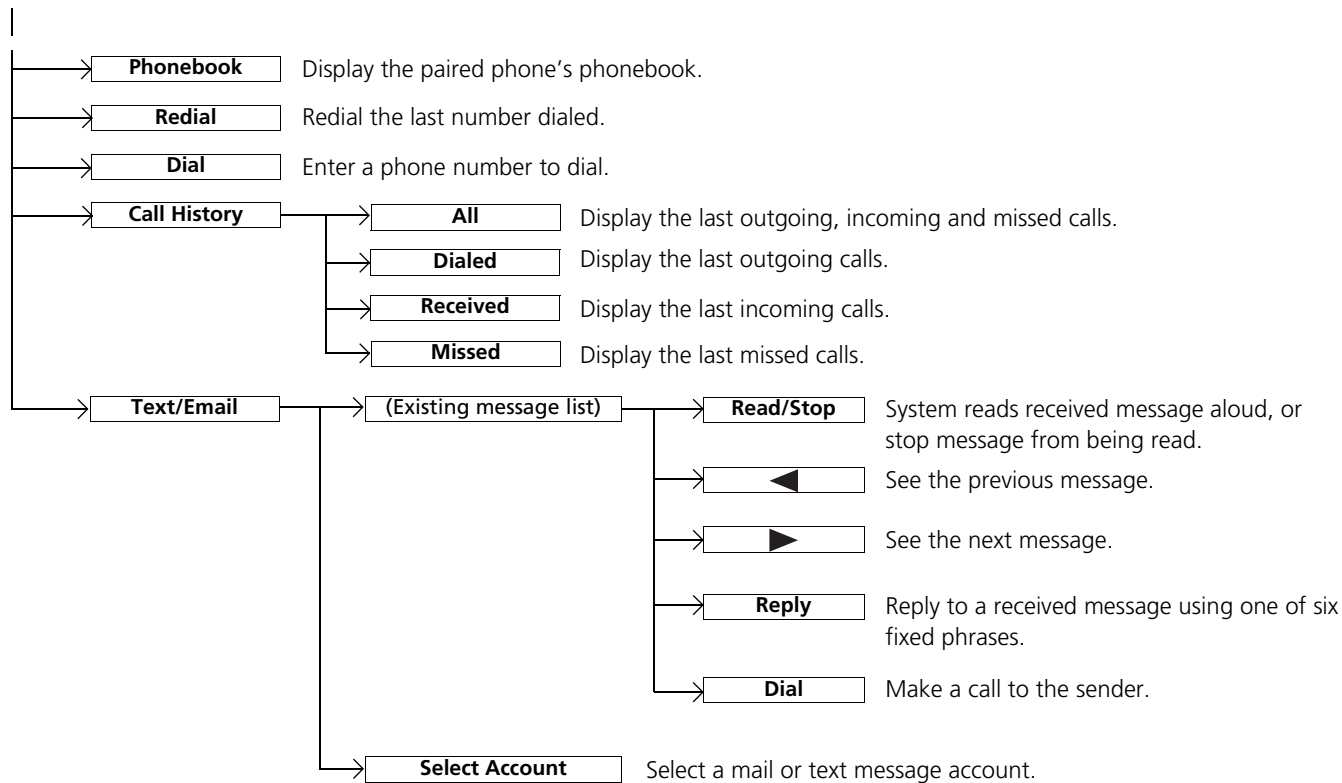 Phonebook Display the paired phone’s phonebook.
Redial Redial the last number dialed.
Dial Enter a phone number to dial.
Call History All Display the last outgoing, incoming and missed calls.
Dialed Display the last outgoing calls.
Received Display the last incoming calls.
Missed Display the last missed calls.
Text/Email (Existing message list) Read/Stop System reads received message aloud, or
stop message from being read.
See the previous message.
See the next message.
Reply Reply to a received message using one of six
fixed phrases.
Dial Make a call to the sender.
Select Account Select a mail or text message account.